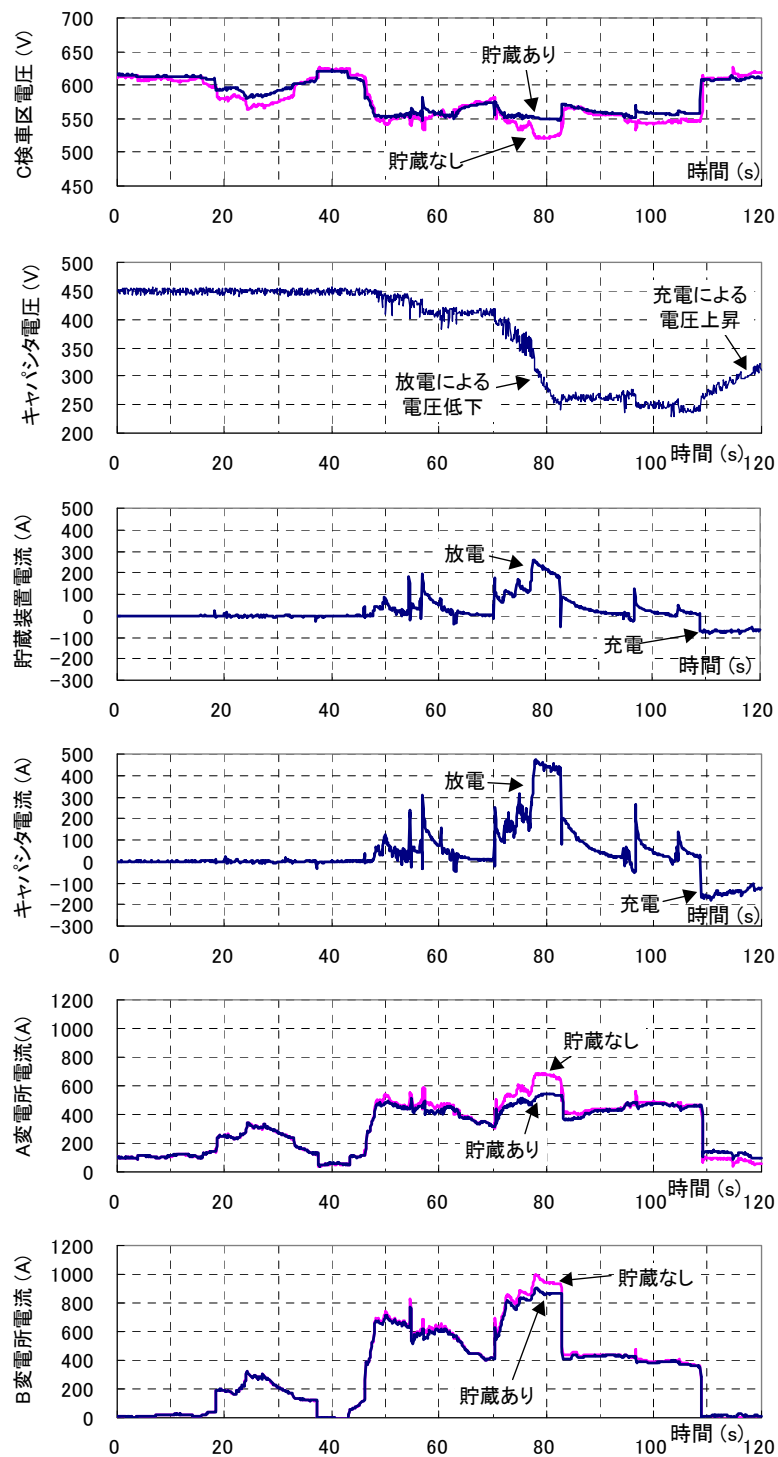 C検車区電圧 (V)
700
650
600
550
500
450
貯蔵あり
貯蔵なし
時間 (s)
0 20 40 60 80 100 120
キャパシタ電圧 (V)
500
450
400
350
300
250
200
充電による
電圧上昇
放電による
電圧低下
時間 (s)
0 20 40 60 80 100 120
貯蔵装置電流 (A)
500
400
300
200
100
0
-100
-200
-300
放電
充電
時間 (s)
0 20 40 60 80 100 120
キャパシタ電流 (A)
500
400
300
200
100
0
-100
-200
-300
放電
充電
時間 (s)
0 20 40 60 80 100 120
A変電所電流(A)
1200
1000
800
600
400
200
0
貯蔵なし
貯蔵あり
時間 (s)
0 20 40 60 80 100 120
B変電所電流 (A)
1200
1000
800
600
400
200
0
貯蔵なし
貯蔵あり
時間 (s)
0 20 40 60 80 100 120